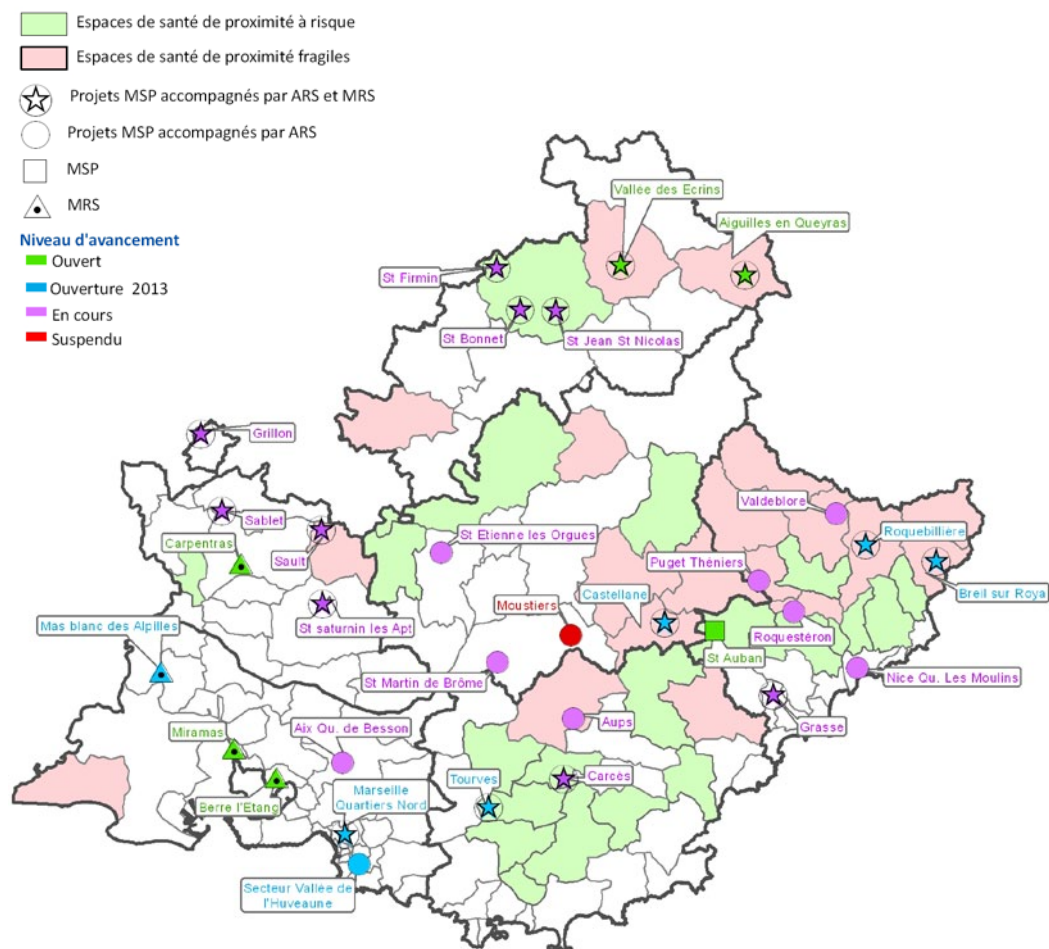 Espaces de santé de proximité à risque
Espaces de santé de proximité fragiles
Projets MSP accompagnés par ARS et MRS
Projets MSP accompagnés par ARS
MSP
MRS
Niveau d'avancement
Ouvert
Ouverture 2013
En cours
Suspendu
Vallée des Ecrins
Aiguilles en Queyras
St Firmin
St Bonnet
St Jean St Nicolas
Grillon
Sablet
Carpentras
Sault
St Etienne les Orgues
Valdeblore
Roquebillière
Puget Théniers
Castellane
Breil sur Roya
Moustiers
St saturnin les Apt
Mas blanc des Alpilles
Roquestéron
St Auban
Nice Qu. Les Moulins
St Martin de Brôme
Grasse
Miramas
Aix Qu. de Besson
Aups
Carcès
Tourves
Marseille
Quartiers Nord
Berre l'Etang
Secteur Vallée de
l'Huveaune